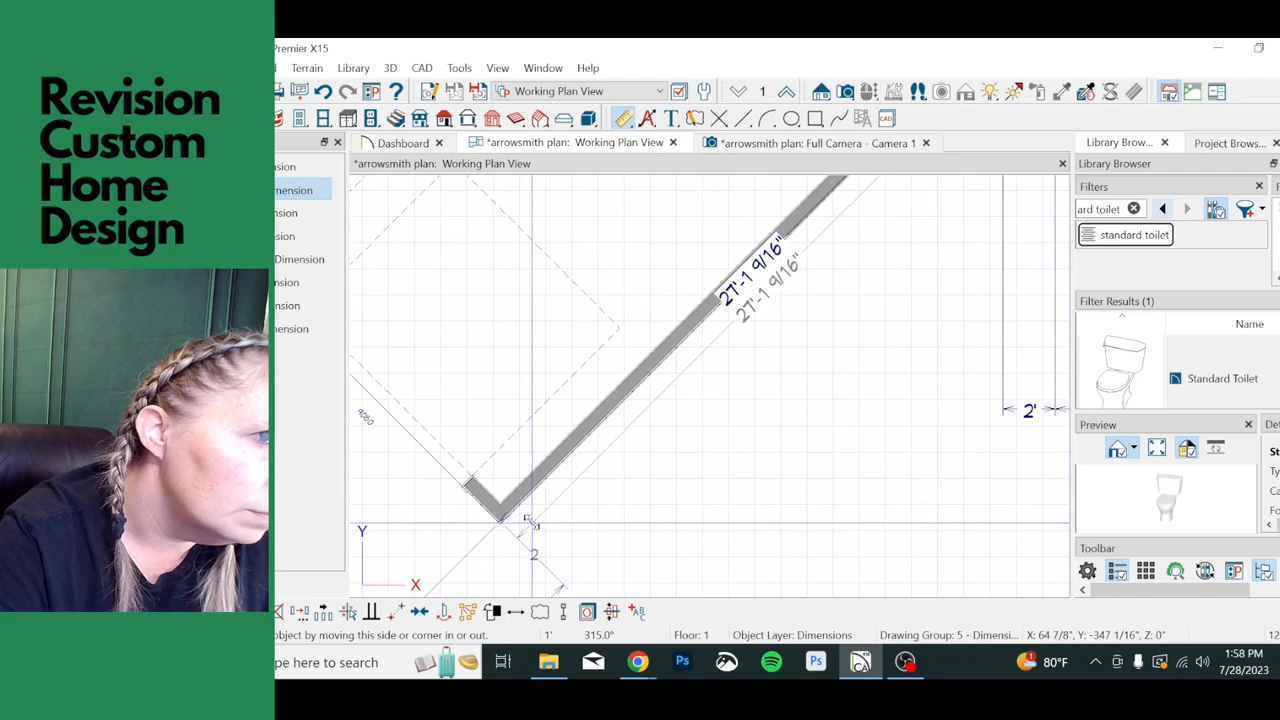 Revision
Custom
Home
Design
Premier X15
Terrain Library 3D CAD Tools View Window Help
Working Plan View
1
Dashboard
*arrowsmith plan: Working Plan View
*arrowsmith plan: Full Camera - Camera 1
Library Brow...
Project Brows...
*arrowsmith plan: Working Plan View
Library Browser
Filters
ard toilet
standard toilet
Filter Results (1)
Name
Standard Toilet
Preview
Toolbar
27'-1 9/16"
27'-1 9/16"
2'
2
Y
X
object by moving this side or corner in or out.
1'
315.0°
Floor: 1
Object Layer: Dimensions
Drawing Group: 5 - Dimensi...
X: 64 7/8", Y: -347 1/16", Z: 0"
pe here to search
80°F
1:58 PM
7/28/2023